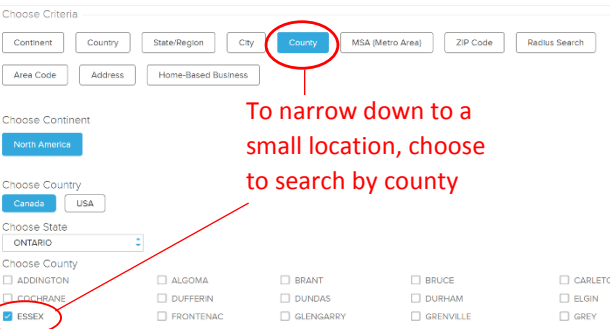 Choose Criteria
Continent Country State/Region City County MSA (Metro Area) ZIP Code Radius Search
Area Code Address Home-Based Business
To narrow down to a
small location, choose
to search by county
Choose Continent
North America
Choose Country
Canada USA
Choose State
ONTARIO
Choose County
ADDINGTON ALGOMA BRANT BRUCE CARLETO
COCHRANE DUFFERIN DUNDAS DURHAM ELGIN
ESSEX FRONTENAC GLENGARRY GRENVILLE GREY